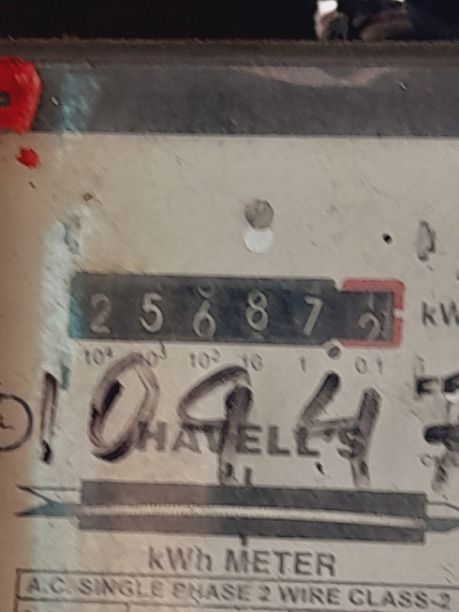 2 5 6 8 7 2
kW
10⁴ 10³ 10² 10 1 0.1
1094
HAVELL'S
kWh METER
A.C. SINGLE PHASE 2 WIRE CLASS-2